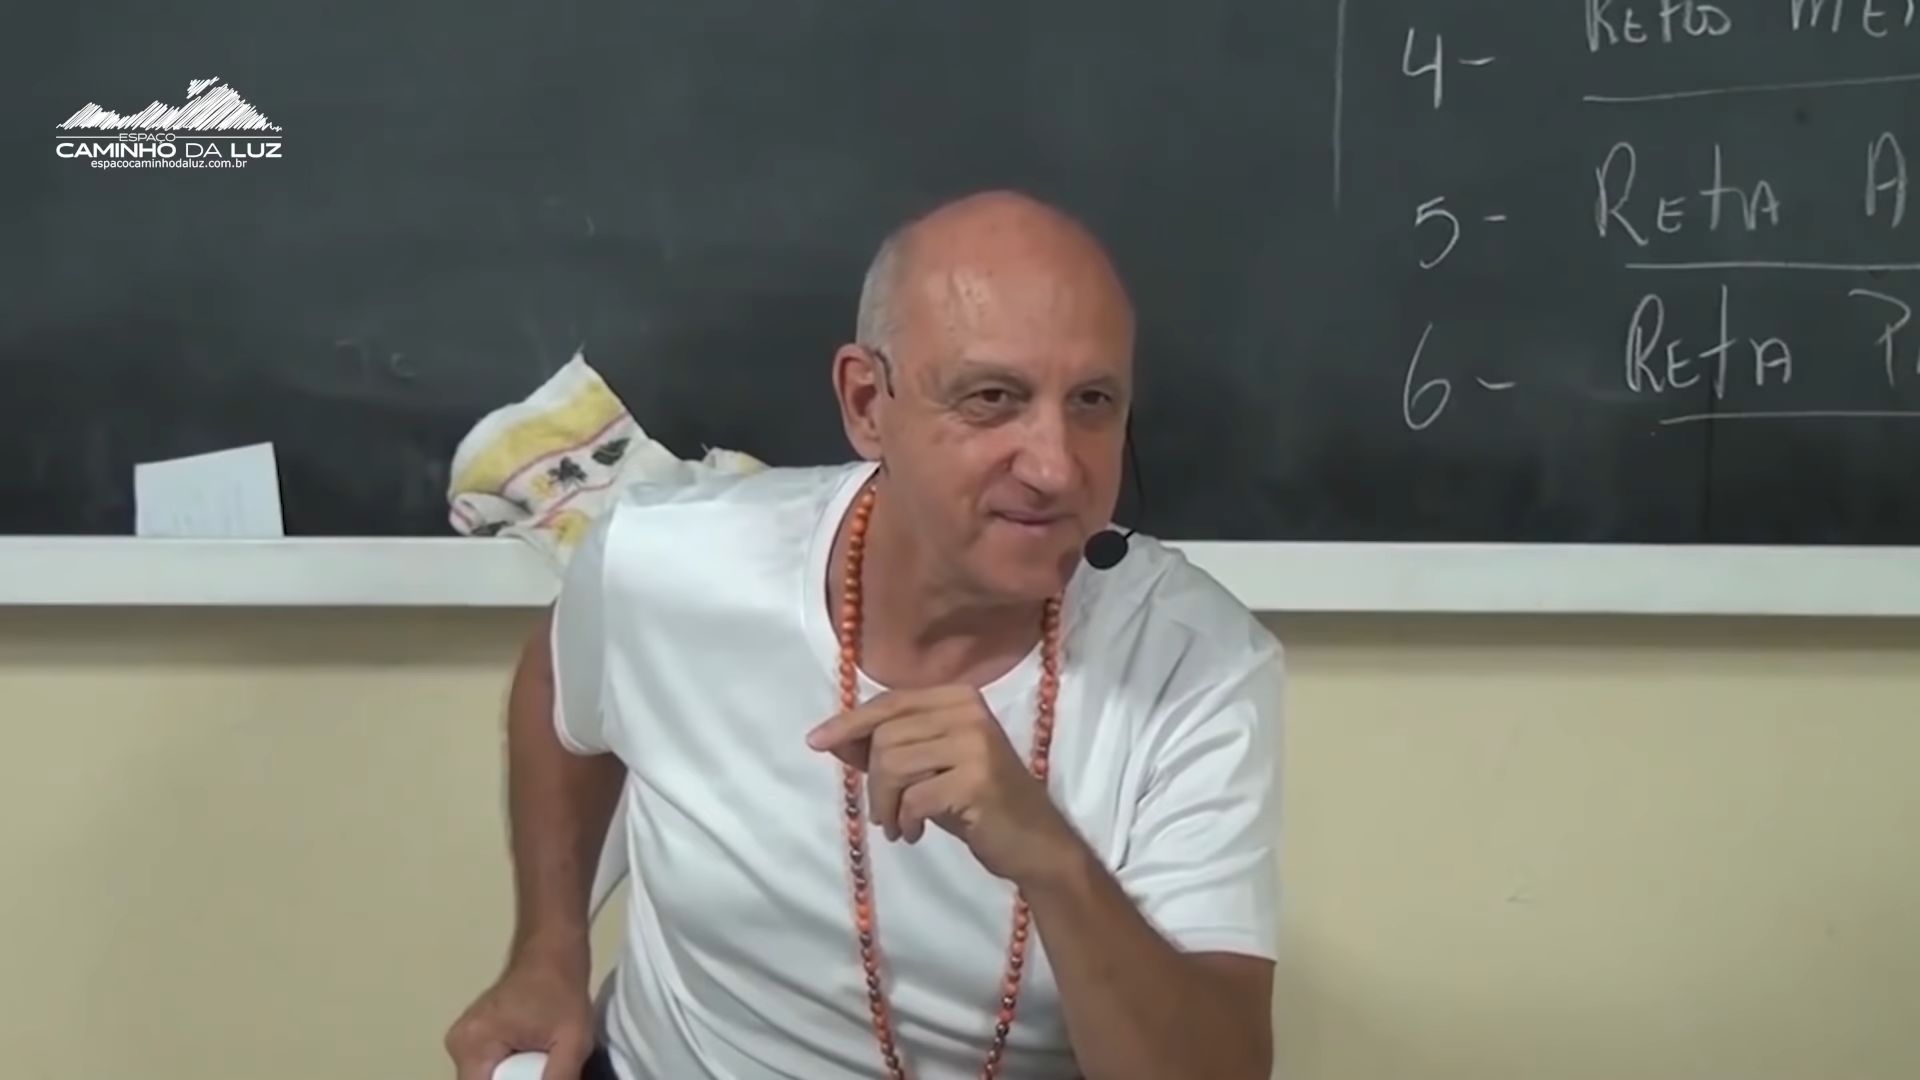 ESPAÇO
CAMINHO DA LUZ
espacocaminhodaluz.com.br
4-
5- RETA A
6- RETA